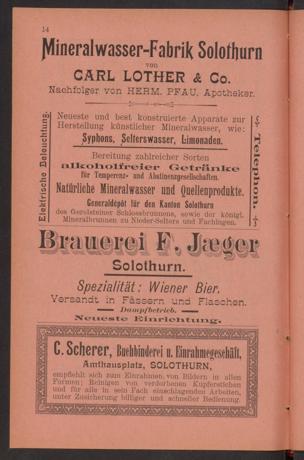 14
Mineralwasser-Fabrik Solothurn
von
CARL LOTHER & Co.
Nachfolger von HERM. PFAU, Apotheker.
Elektrische Beleuchtung.
Neueste und best konstruierte Apparate zur
Herstellung künstlicher Mineralwasser, wie:
Syphons, Selterswasser, Limonaden.
Bereitung zahlreicher Sorten
alkoholfreier Getränke
für Temperenz- und Abstinenzgesellschaften.
Natürliche Mineralwasser und Quellenprodukte.
Generaldépôt für den Kanton Solothurn
des Gerolsteiner Schlossbrunnens, sowie der königl.
Mineralbrunnen zu Nieder-Selters und Fachingen.
Telephon.
Brauerei F. Jæger
Solothurn.
Spezialität: Wiener Bier.
Versandt in Fässern und Flaschen.
Dampfbetrieb.
Neueste Einrichtung.
C. Scherer, Buchbinderei u. Einrahmegeschäft,
Amthausplatz, SOLOTHURN,
empfiehlt sich zum Einrahmen von Bildern in allen
Formen; Reinigen von verdorbenen Kupferstichen
und für alle in sein Fach einschlagenden Arbeiten,
unter Zusicherung billiger und schneller Bedienung.